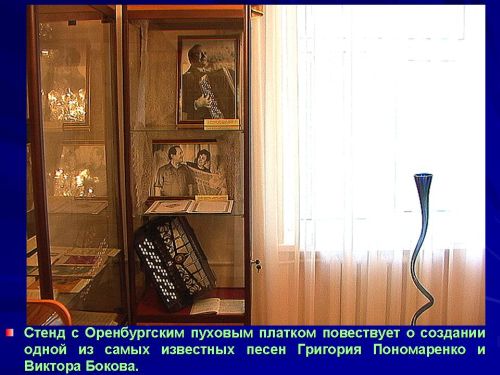 Стенд с Оренбургским пуховым платком повествует о создании
одной из самых известных песен Григория Пономаренко и
Виктора Бокова.